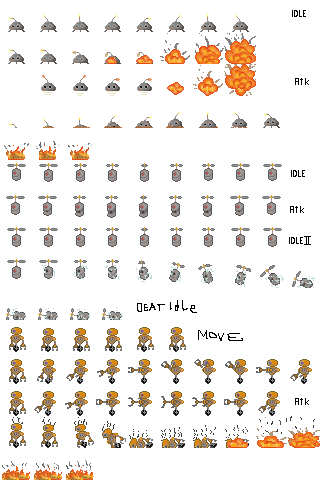 IDLE
Atk
IDLE
Atk
IDLE II
DEAT Idle
MOVE
Atk